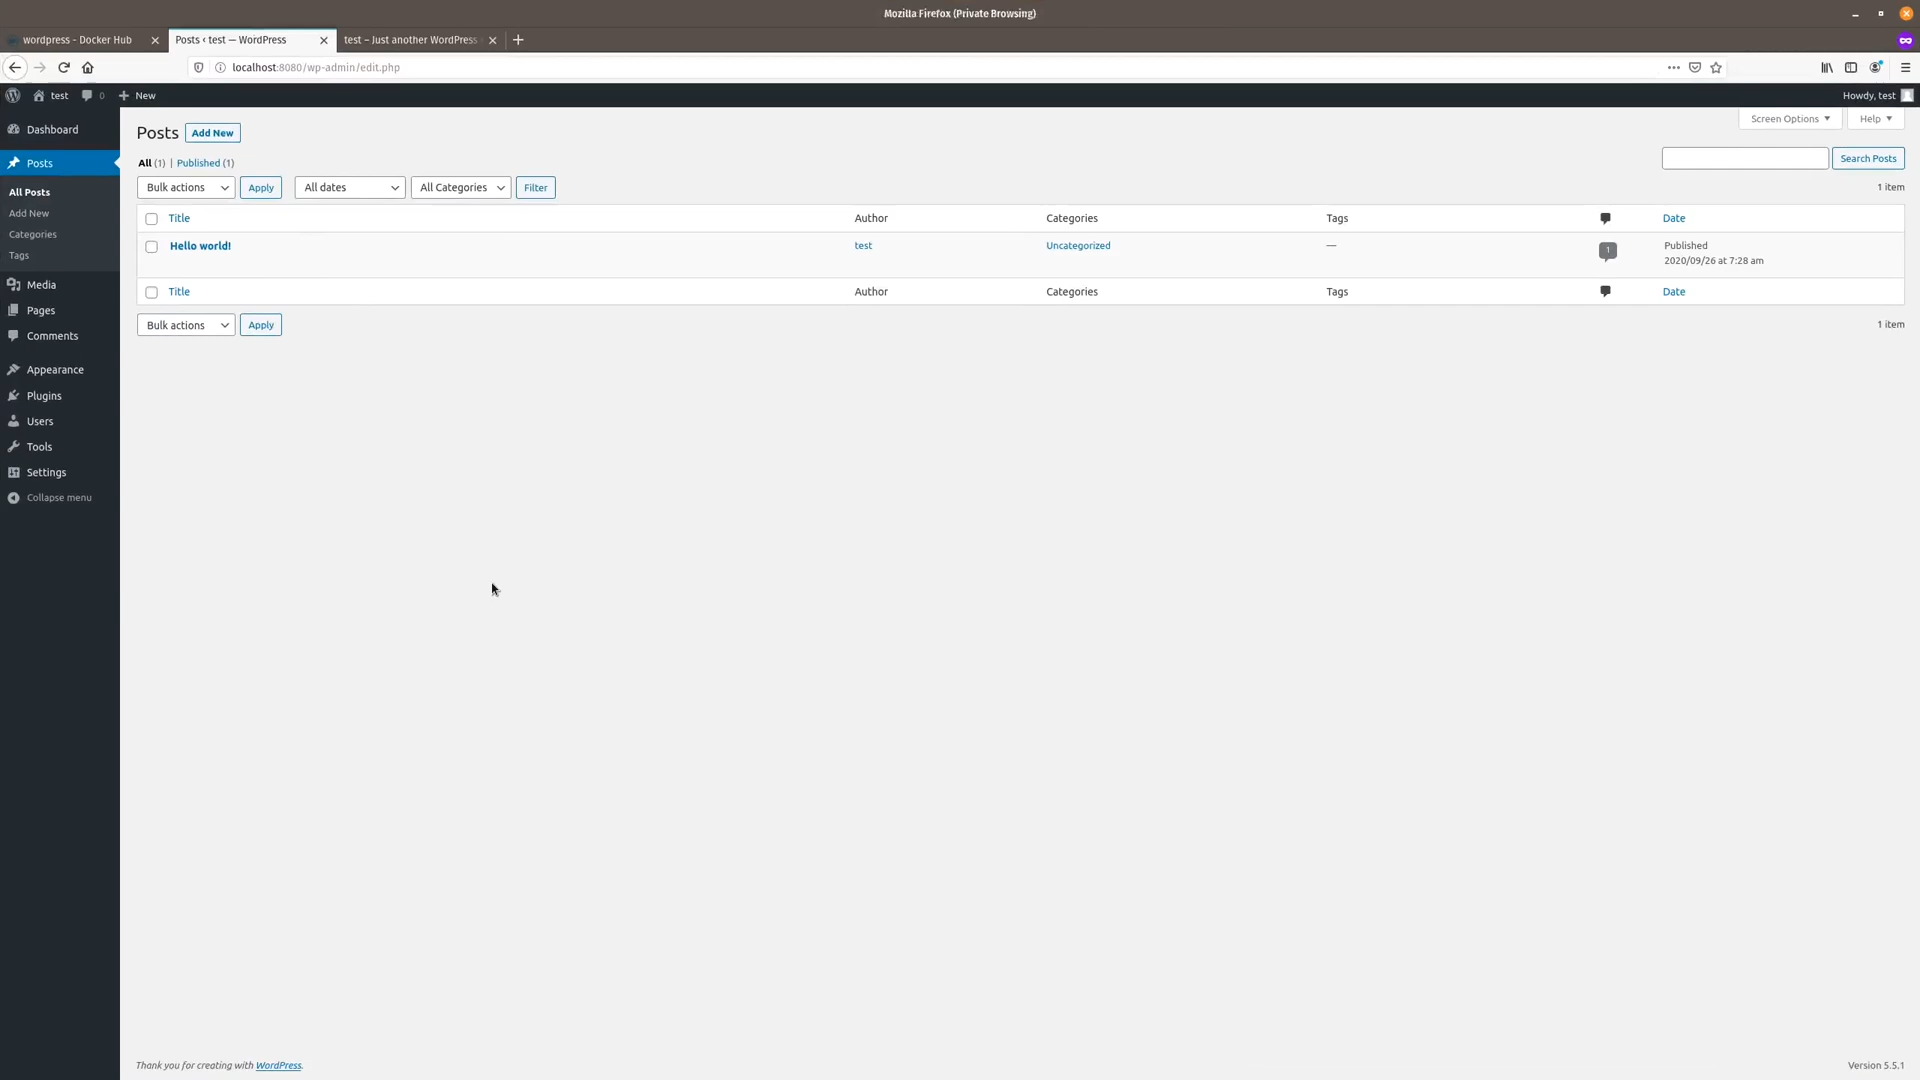 Mozilla Firefox (Private Browsing)
wordpress - Docker Hub
Posts ‹ test — WordPress
test – Just another WordPress
localhost:8080/wp-admin/edit.php
test
0
New
Howdy, test
Dashboard
Posts
All Posts
Add New
Categories
Tags
Media
Pages
Comments
Appearance
Plugins
Users
Tools
Settings
Collapse menu
Posts
Add New
Screen Options
Help
All (1) | Published (1)
Search Posts
Bulk actions
Apply
All dates
All Categories
Filter
1 item
Title Author Categories Tags Date
Hello world! test Uncategorized — 1 Published
2020/09/26 at 7:28 am
Title Author Categories Tags Date
Bulk actions
Apply
1 item
Thank you for creating with WordPress.
Version 5.5.1